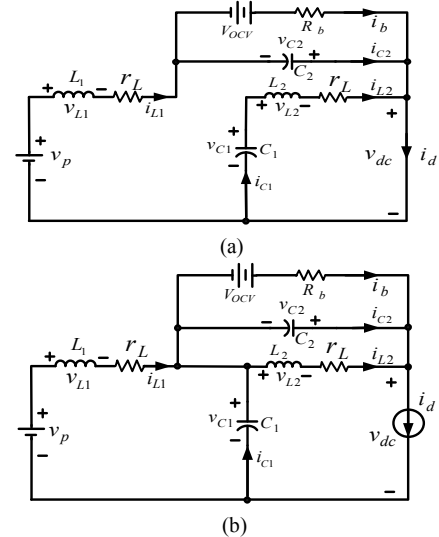 V_OCV R_b i_b
v_C2 i_C2
C_2
L_1 r_L L_2 r_L i_L2
v_L1 i_L1 v_L2
v_p v_C1 C_1 v_dc i_d
i_C1
(a)
V_OCV R_b i_b
v_C2 i_C2
C_2
L_1 r_L L_2 r_L i_L2
v_L1 i_L1 v_L2
v_p v_C1 C_1 v_dc i_d
i_C1
(b)